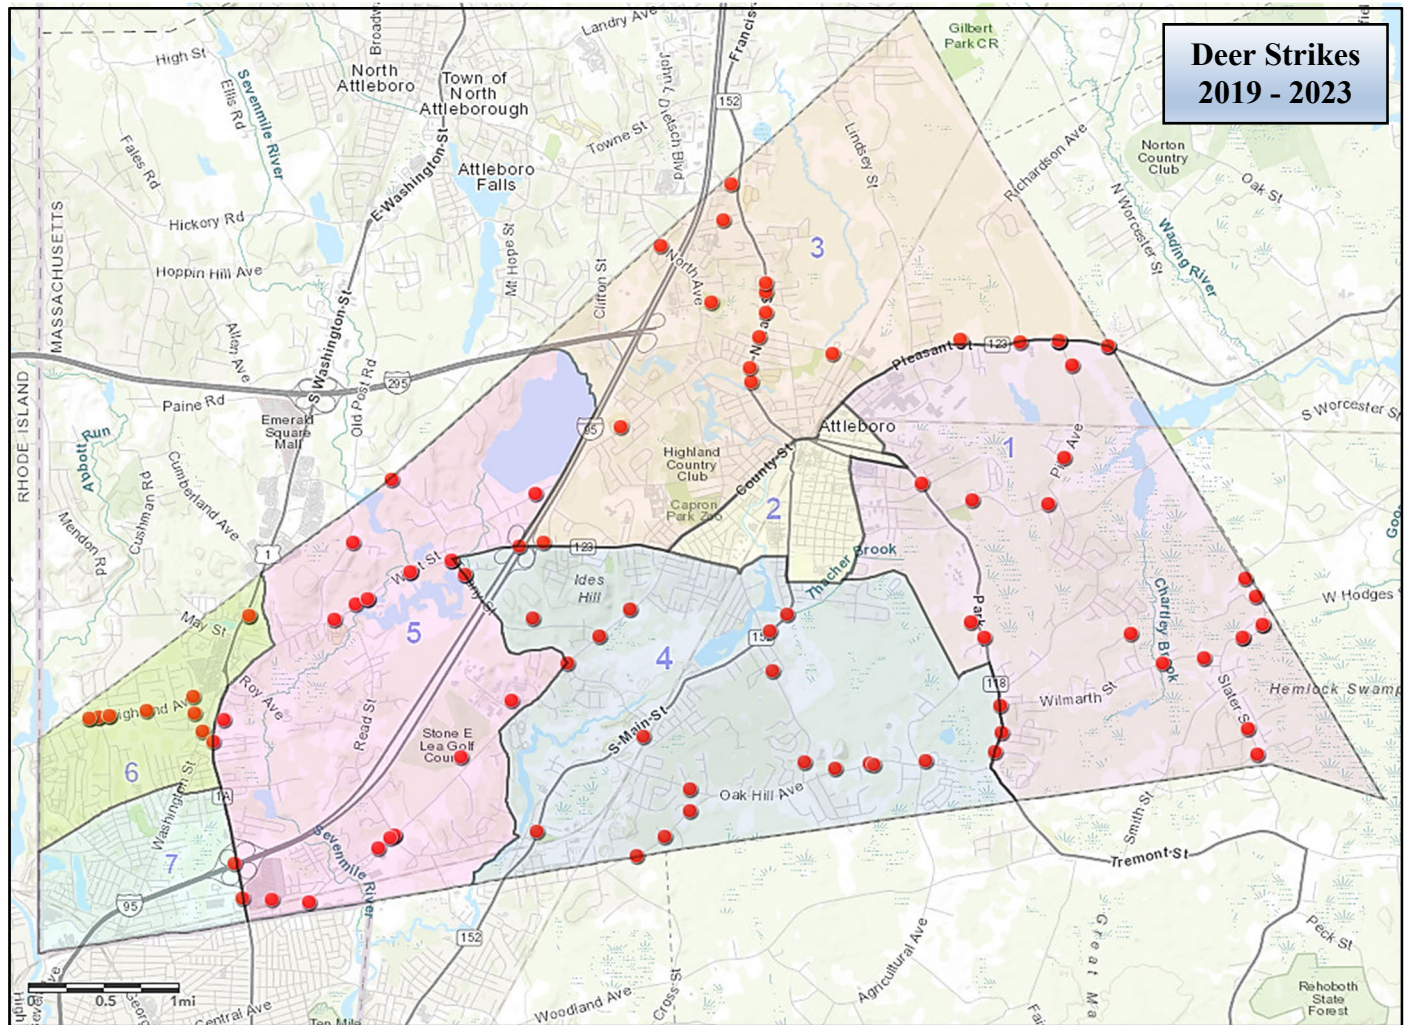 Deer Strikes
2019 - 2023
Landry Ave
Gilbert
Park CR
High St
North
Attleboro
Town of
North
Attleborough
Sevenmile
River
Ellis Rd
John L Dietsch Blvd
152
Towne St
Lindsey St
Richardson Ave
Norton
Country
Club
Oak St
Fales Rd
E-Washington-St
Attleboro
Falls
N Worcester St
Wading River
MASSACHUSETTS
Hickory Rd
Mt Hope St
Hoppin Hill Ave
Clifton St
North Ave
3
Allen Ave
S-Washington-St
Old Post Rd
295
Pleasant St
123
RHODE ISLAND
Paine Rd
Emerald
Square
Mall
S Worcester St
Abbott Run
95
Attleboro
Cumberland Ave
Cushman Rd
Highland
Country
Club
County-St
1
Capron
Park Zoo
2
Mendon Rd
1
123
Thacher Brook
Ides
Hill
W Hodges
Chartley Brook
May St
5
4
152
Park
118
Wilmarth St
Hemlock Swamp
Slater S
Roy Ave
Read St
Stone E
Lea Golf
S-Main-St
6
1A
Washington St
Oak Hill Ave
Smith St
7
Sevenmile
River
Tremont-St
95
152
Agricultural Ave
Great Ma
Peck St
0 0.5 1mi
Woodland Ave
Cross St
Rehoboth
State
Forest
Central Ave
Ten Mile